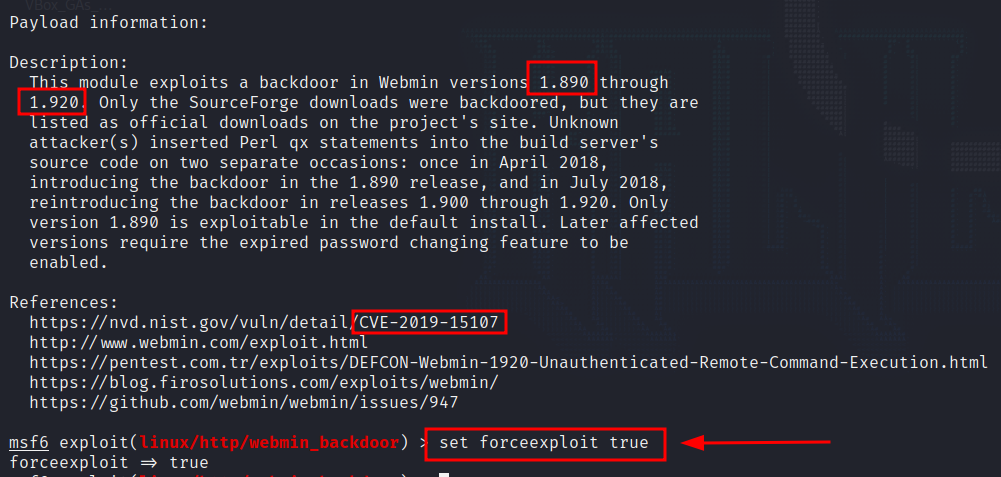 VBox_GAs_...
Payload information:
Description:
This module exploits a backdoor in Webmin versions 1.890 through
1.920. Only the SourceForge downloads were backdoored, but they are
listed as official downloads on the project's site. Unknown
attacker(s) inserted Perl qx statements into the build server's
source code on two separate occasions: once in April 2018,
introducing the backdoor in the 1.890 release, and in July 2018,
reintroducing the backdoor in releases 1.900 through 1.920. Only
version 1.890 is exploitable in the default install. Later affected
versions require the expired password changing feature to be
enabled.
References:
https://nvd.nist.gov/vuln/detail/CVE-2019-15107
http://www.webmin.com/exploit.html
https://pentest.com.tr/exploits/DEFCON-Webmin-1920-Unauthenticated-Remote-Command-Execution.html
https://blog.firosolutions.com/exploits/webmin/
https://github.com/webmin/webmin/issues/947
msf6 exploit(linux/http/webmin_backdoor) > set forceexploit true
forceexploit => true